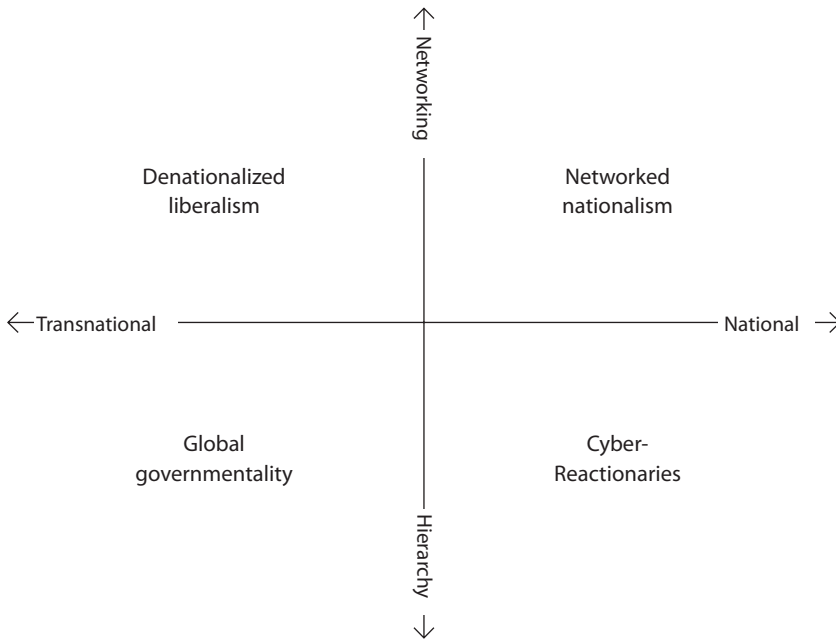 Networking
Denationalized
liberalism
Networked
nationalism
Transnational
National
Global
governmentality
Cyber-
Reactionaries
Hierarchy